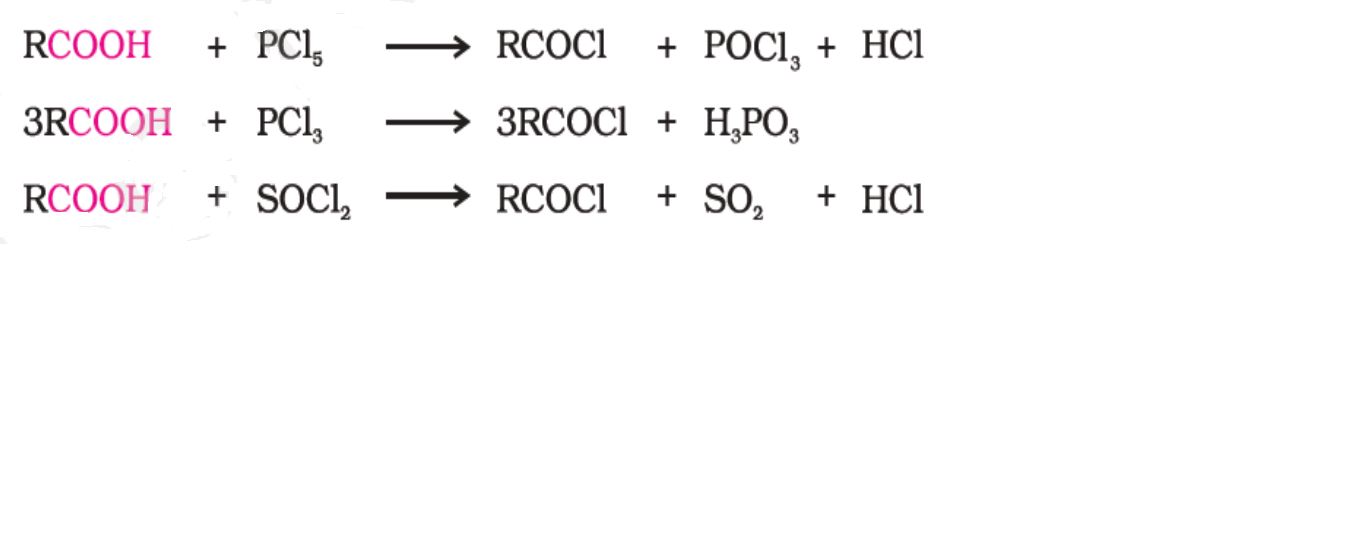 RCOOH + PCl₅ ⟶ RCOCl + POCl₃ + HCl
3RCOOH + PCl₃ ⟶ 3RCOCl + H₃PO₃
RCOOH + SOCl₂ ⟶ RCOCl + SO₂ + HCl